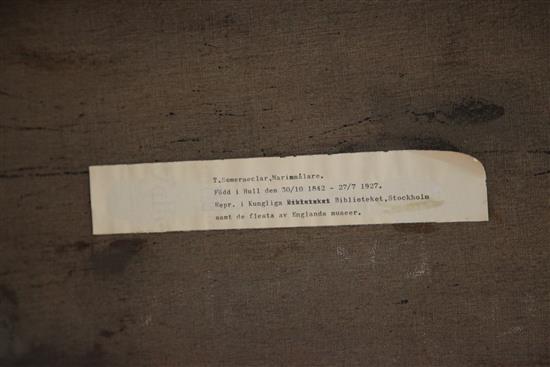 T.Somersclar,Marinmålare.
Född i Hull den 30/10 1842 - 27/7 1927.
Repr. i Kungliga Biblioteket,Stockholm
samt de flesta av Englands museer.